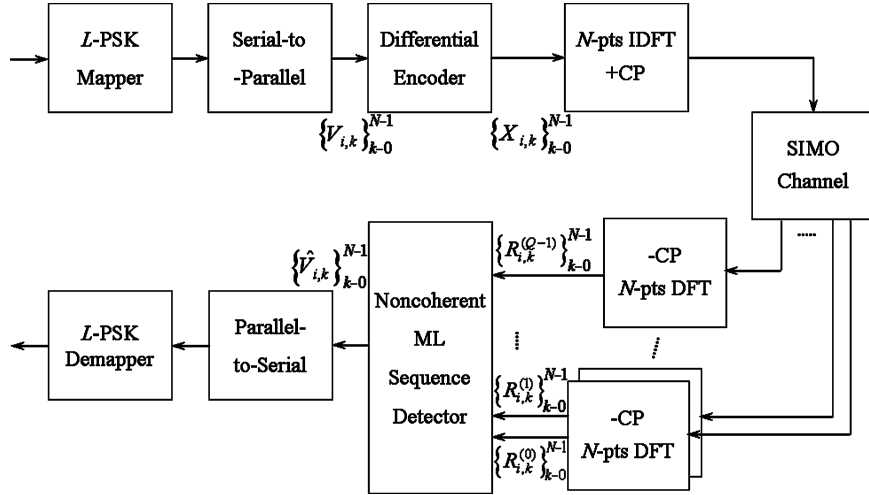 L-PSK
Mapper
Serial-to
-Parallel
Differential
Encoder
N-pts IDFT
+CP
{V_{i,k}}_{k-0}^{N-1}
{X_{i,k}}_{k-0}^{N-1}
SIMO
Channel
.....
{\hat{V}_{i,k}}_{k-0}^{N-1}
{R_{i,k}^{(Q-1)}}_{k-0}^{N-1}
-CP
N-pts DFT
L-PSK
Demapper
Parallel-
to-Serial
Noncoherent
ML
Sequence
Detector
{R_{i,k}^{(1)}}_{k-0}^{N-1}
{R_{i,k}^{(0)}}_{k-0}^{N-1}
-CP
N-pts DFT